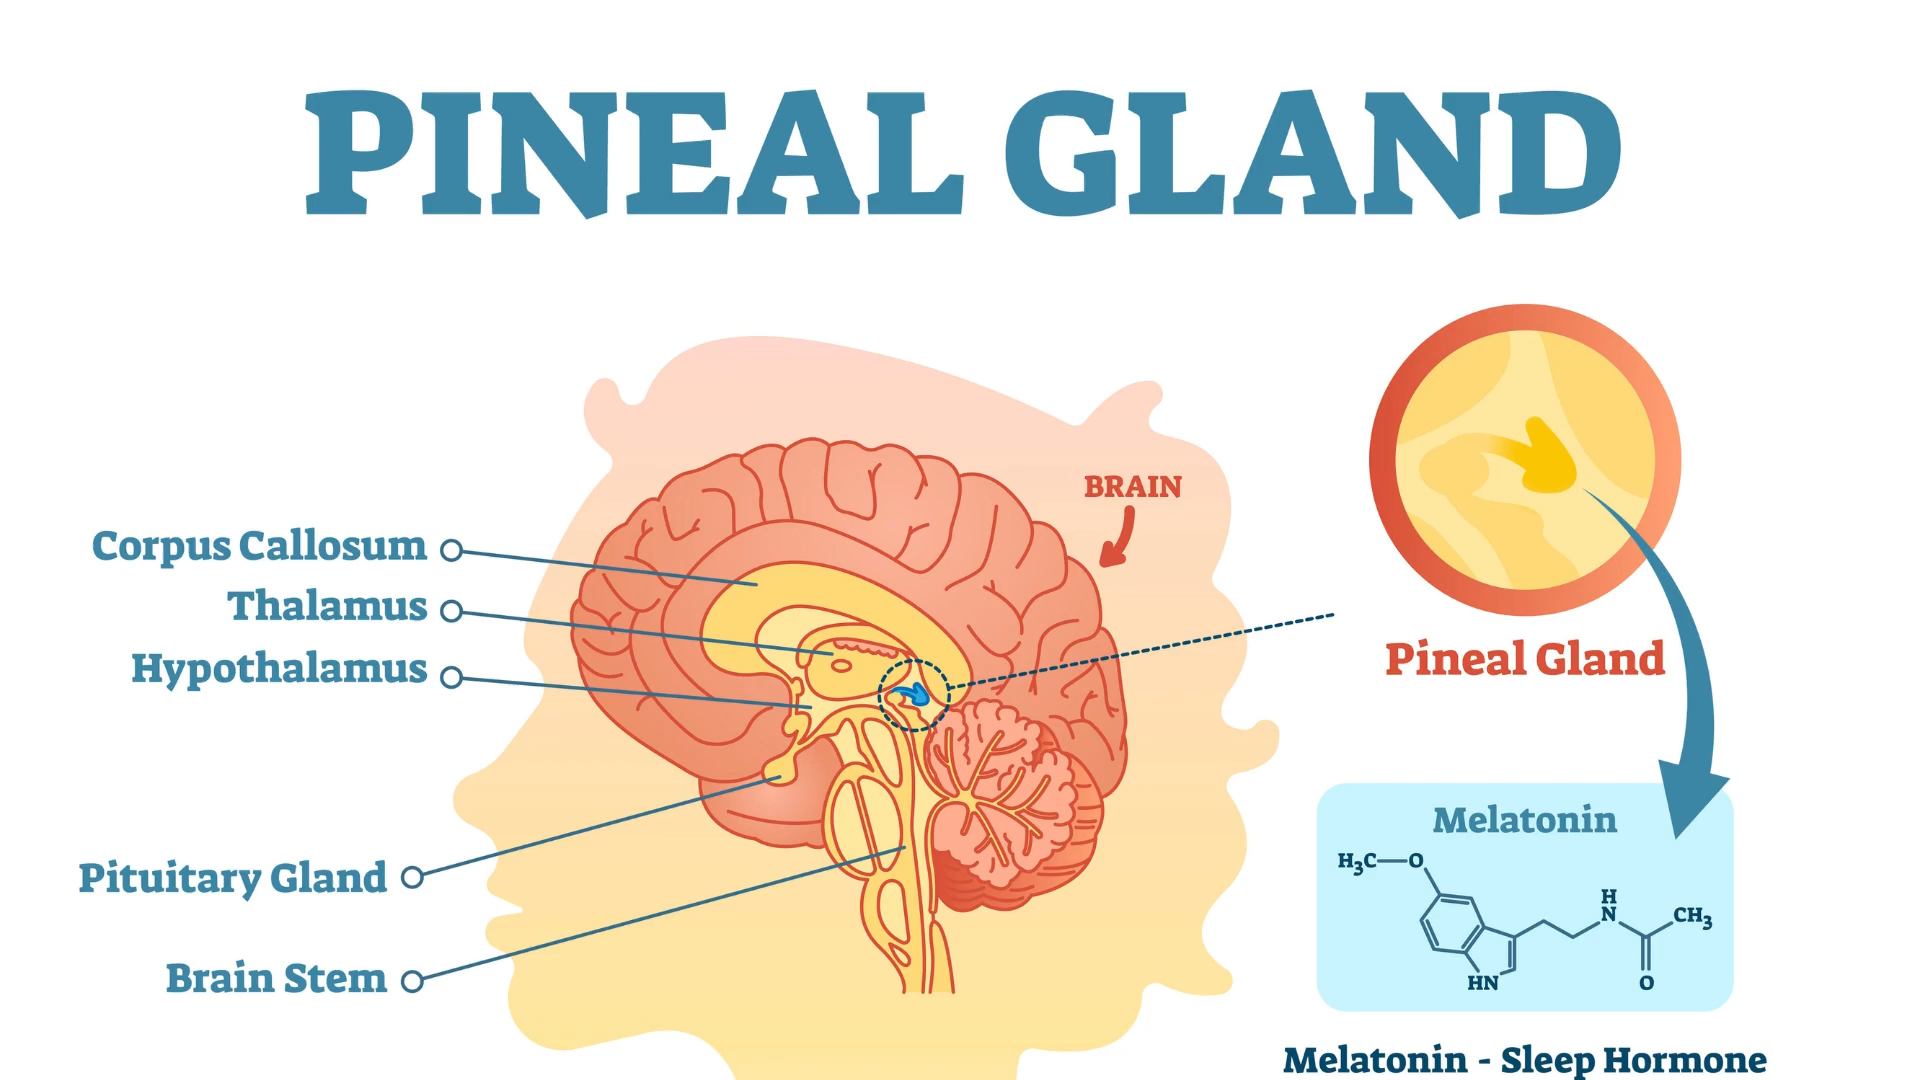 PINEAL GLAND
BRAIN
Corpus Callosum
Thalamus
Hypothalamus
Pituitary Gland
Brain Stem
Pineal Gland
Melatonin
H₃C
O
H
N
CH₃
HN
O
Melatonin - Sleep Hormone